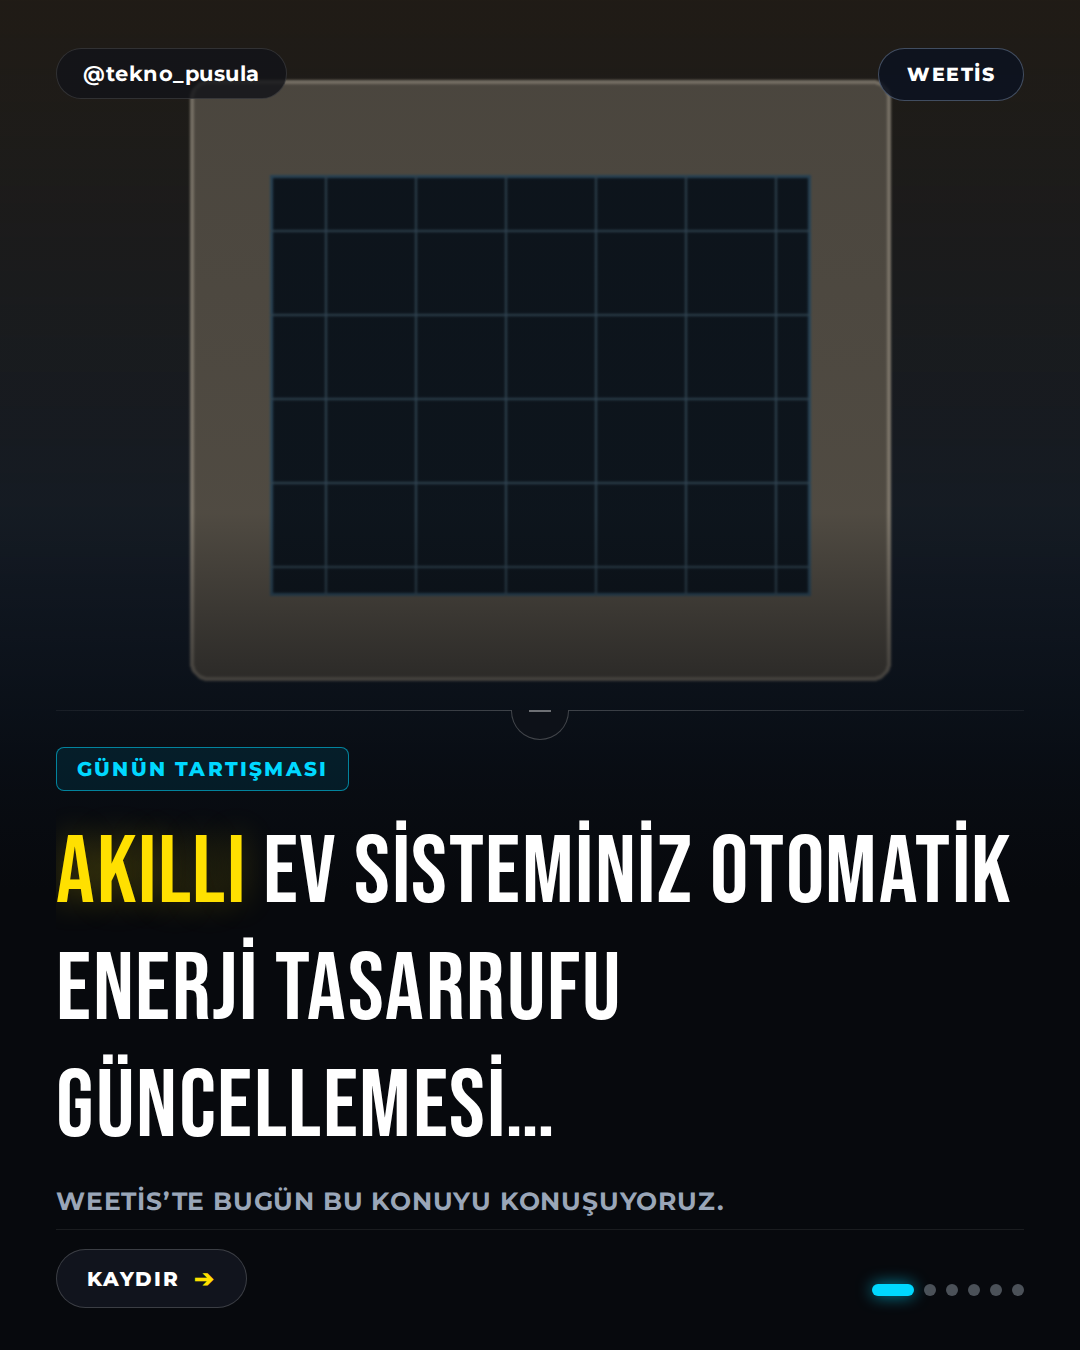 @tekno_pusula
WEETİS
GÜNÜN TARTIŞMASI
AKILLI EV SİSTEMİNİZ OTOMATİK
ENERJİ TASARRUFU
GÜNCELLEMESİ...
WEETİS’TE BUGÜN BU KONUYU KONUŞUYORUZ.
KAYDIR ➔